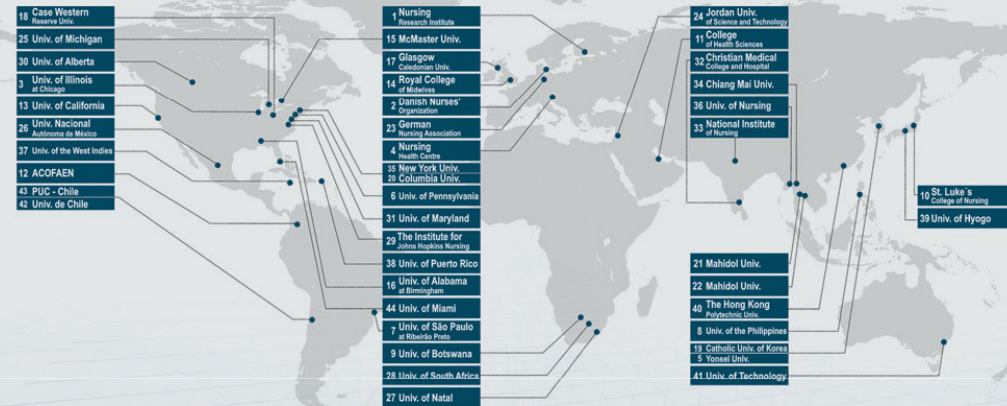 18 Case Western
Reserve Univ.
25 Univ. of Michigan
30 Univ. of Alberta
3 Univ. of Illinois
at Chicago
13 Univ. of California
26 Univ. Nacional
Autónoma de México
37 Univ. of the West Indies
12 ACOFAEN
43 PUC - Chile
42 Univ. de Chile
1 Nursing
Research Institute
15 McMaster Univ.
17 Glasgow
Caledonian Univ.
14 Royal College
of Midwives
2 Danish Nurses'
Organization
23 German
Nursing Association
4 Nursing
Health Centre
35 New York Univ.
20 Columbia Univ.
6 Univ. of Pennsylvania
31 Univ. of Maryland
29 The Institute for
Johns Hopkins Nursing
38 Univ. of Puerto Rico
16 Univ. of Alabama
at Birmingham
44 Univ. of Miami
7 Univ. of São Paulo
at Ribeirão Preto
9 Univ. of Botswana
28 Univ. of South Africa
27 Univ. of Natal
24 Jordan Univ.
of Science and Technology
11 College
of Health Sciences
32 Christian Medical
College and Hospital
34 Chiang Mai Univ.
36 Univ. of Nursing
33 National Institute
of Nursing
10 St. Luke´s
College of Nursing
39 Univ. of Hyogo
21 Mahidol Univ.
22 Mahidol Univ.
40 The Hong Kong
Polytechnic Univ.
8 Univ. of the Philippines
19 Catholic Univ. of Korea
5 Yonsei Univ.
41 Univ. of Technology